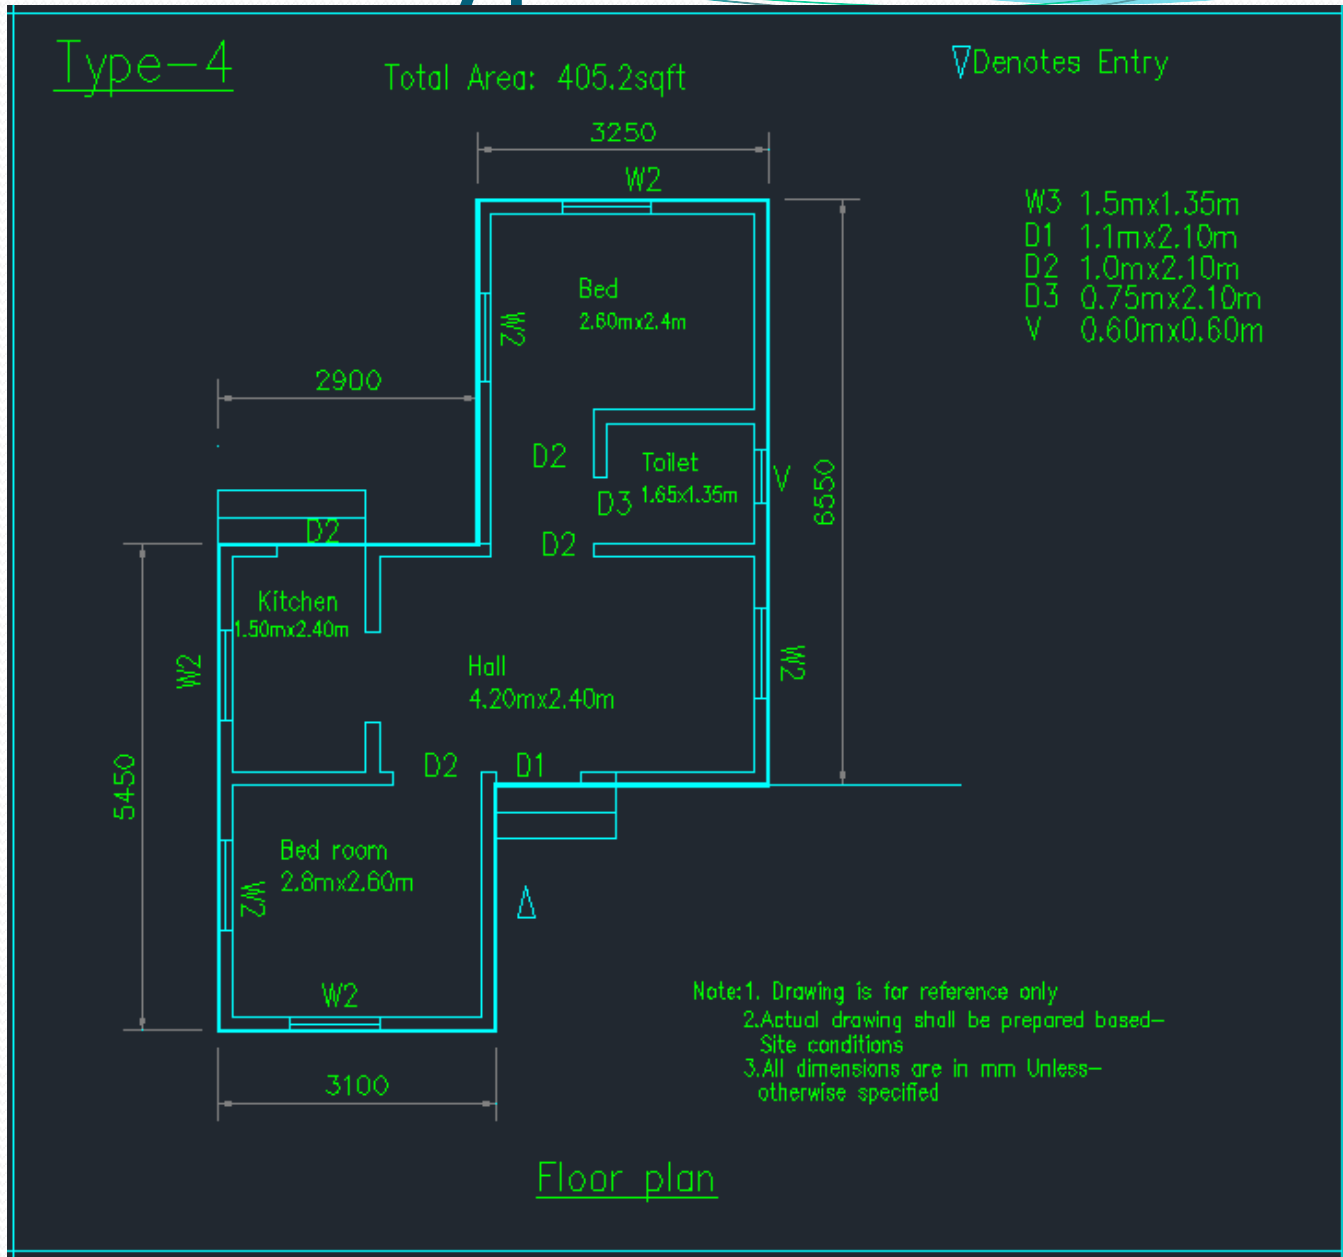 Type-4
Total Area: 405.2sqft
Denotes Entry
3250
W2
W3 1.5mx1.35m
D1 1.1mx2.10m
D2 1.0mx2.10m
D3 0.75mx2.10m
V 0.60mx0.60m
Bed
2.60mx2.4m
W2
2900
D2
Toilet
1.65x1.35m
V
D3
6550
D2
D2
Kitchen
1.50mx2.40m
W2
Hall
4.20mx2.40m
W2
D2
D1
5450
Bed room
2.8mx2.60m
W2
W2
Note:1. Drawing is for reference only
2.Actual drawing shall be prepared based-
Site conditions
3.All dimensions are in mm Unless-
otherwise specified
3100
Floor plan